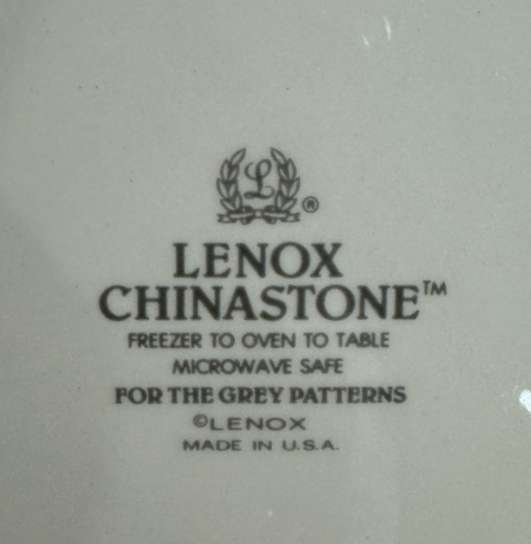 L ®
LENOX
CHINASTONE™
FREEZER TO OVEN TO TABLE
MICROWAVE SAFE
FOR THE GREY PATTERNS
©LENOX
MADE IN U.S.A.